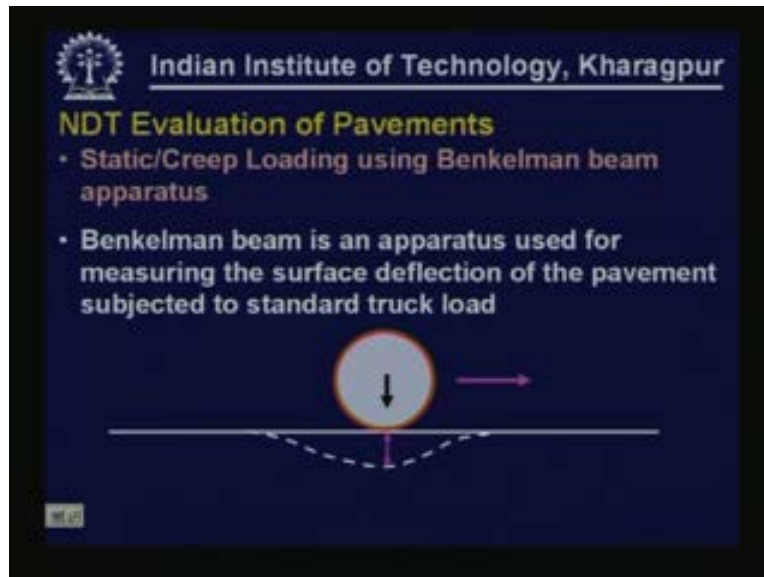 Indian Institute of Technology, Kharagpur
NDT Evaluation of Pavements
• Static/Creep Loading using Benkelman beam
apparatus
• Benkelman beam is an apparatus used for
measuring the surface deflection of the pavement
subjected to standard truck load